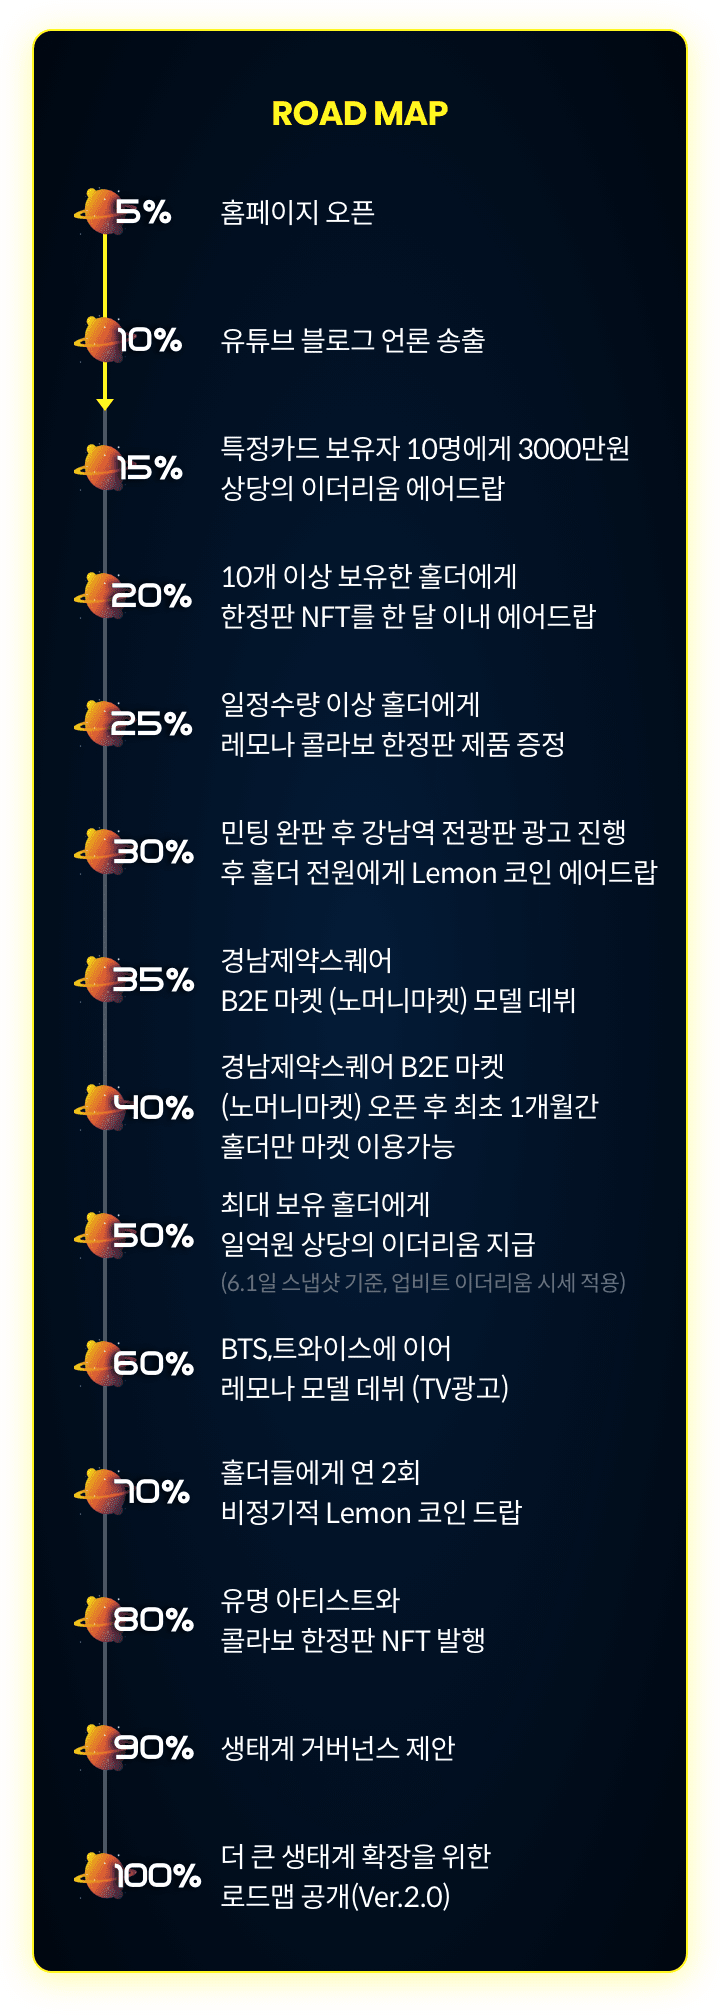 ROAD MAP
5%
홈페이지 오픈
10%
유튜브 블로그 언론 송출
15%
특정카드 보유자 10명에게 3000만원
상당의 이더리움 에어드랍
20%
10개 이상 보유한 홀더에게
한정판 NFT를 한 달 이내 에어드랍
25%
일정수량 이상 홀더에게
레모나 콜라보 한정판 제품 증정
30%
민팅 완판 후 강남역 전광판 광고 진행
후 홀더 전원에게 Lemon 코인 에어드랍
35%
경남제약스퀘어
B2E 마켓 (노머니마켓) 모델 데뷔
40%
경남제약스퀘어 B2E 마켓
(노머니마켓) 오픈 후 최초 1개월간
홀더만 마켓 이용가능
50%
최대 보유 홀더에게
일억원 상당의 이더리움 지급
(6.1일 스냅샷 기준, 업비트 이더리움 시세 적용)
60%
BTS,트와이스에 이어
레모나 모델 데뷔 (TV광고)
70%
홀더들에게 연 2회
비정기적 Lemon 코인 드랍
80%
유명 아티스트와
콜라보 한정판 NFT 발행
90%
생태계 거버넌스 제안
100%
더 큰 생태계 확장을 위한
로드맵 공개(Ver.2.0)